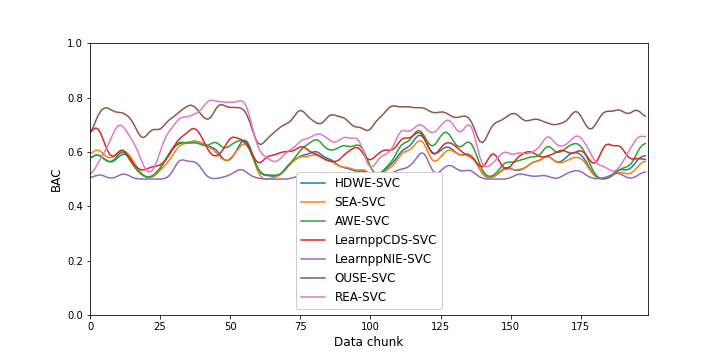 1.0
0.8
0.6
0.4
0.2
0.0
BAC
HDWE-SVC
SEA-SVC
AWE-SVC
LearnppCDS-SVC
LearnppNIE-SVC
OUSE-SVC
REA-SVC
0 25 50 75 100 125 150 175
Data chunk